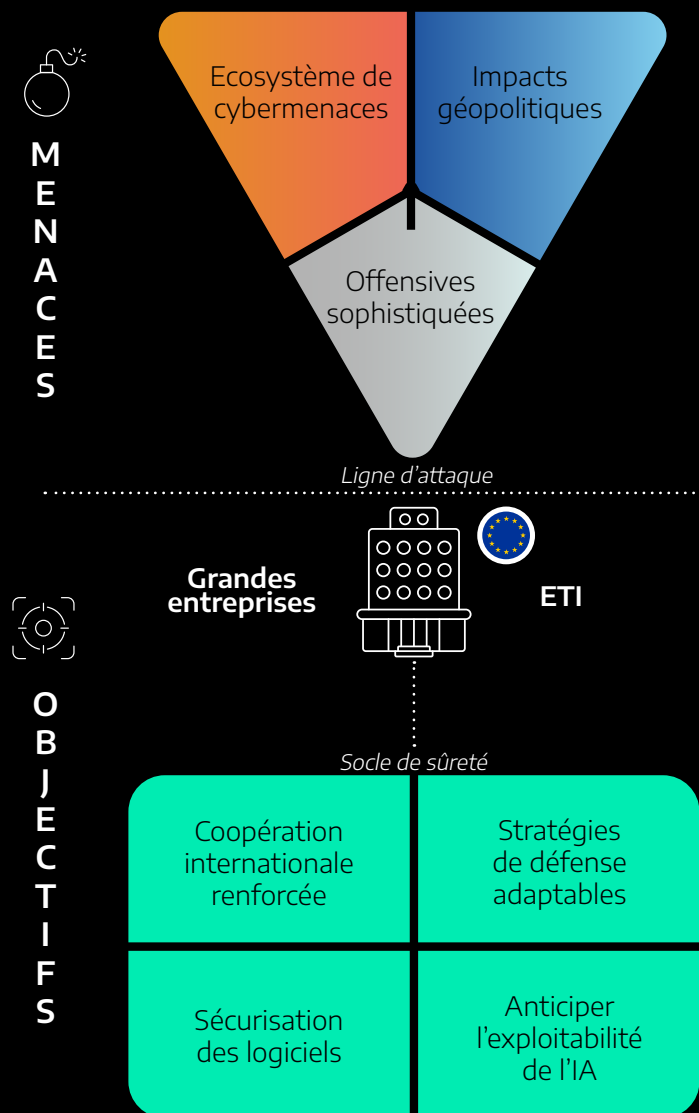 MENACES
Ecosystème de
cybermenaces
Impacts
géopolitiques
Offensives
sophistiquées
Ligne d’attaque
Grandes
entreprises
ETI
OBJECTIFS
Socle de sûreté
Coopération
internationale
renforcée
Stratégies
de défense
adaptables
Sécurisation
des logiciels
Anticiper
l’exploitabilité
de l’IA